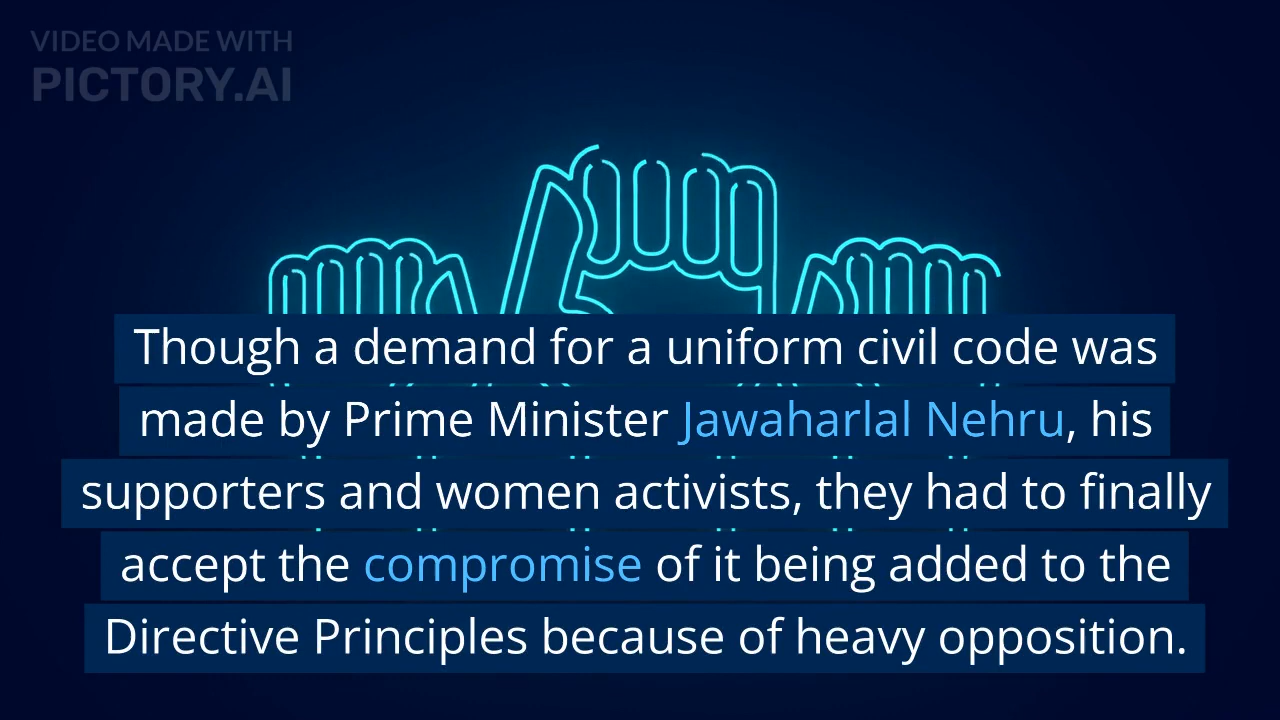 VIDEO MADE WITH
PICTORY.AI
Though a demand for a uniform civil code was
made by Prime Minister Jawaharlal Nehru, his
supporters and women activists, they had to finally
accept the compromise of it being added to the
Directive Principles because of heavy opposition.